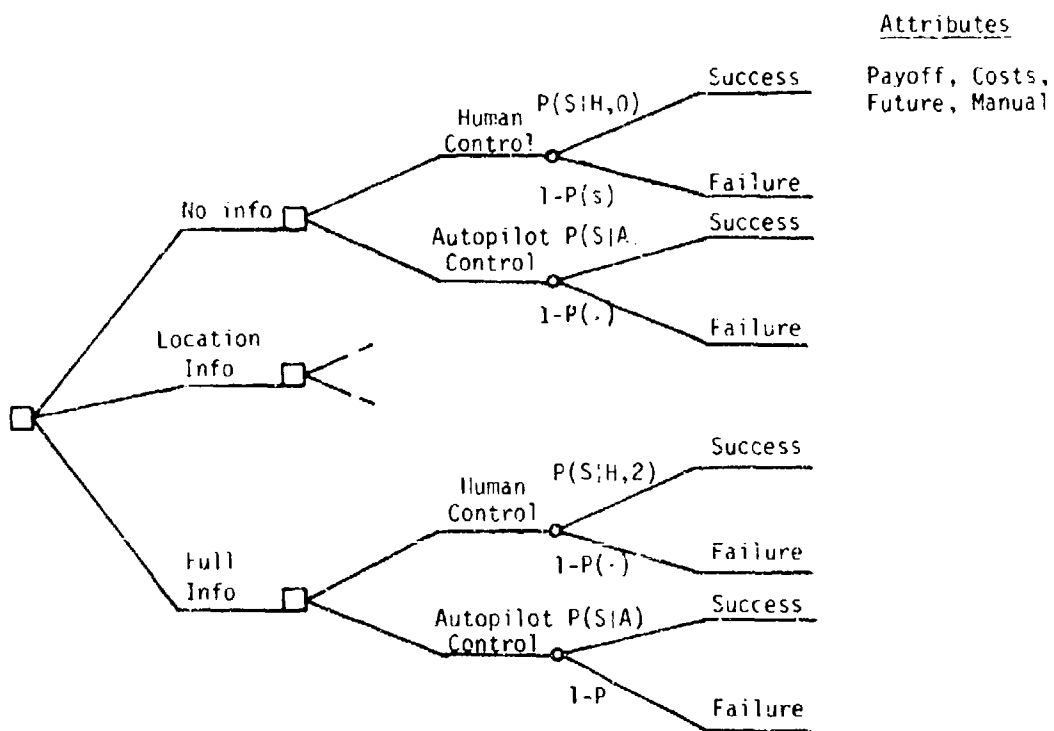 Attributes
Payoff, Costs,
Future, Manual
Success
P(S|H,0)
Human
Control
Failure
1-P(s)
No info
Success
Autopilot P(S|A
Control
1-P(.)
Failure
Location
Info
Success
P(S|H,2)
Human
Control
Failure
1-P(.)
Full
Info
Success
Autopilot P(S|A)
Control
1-P
Failure